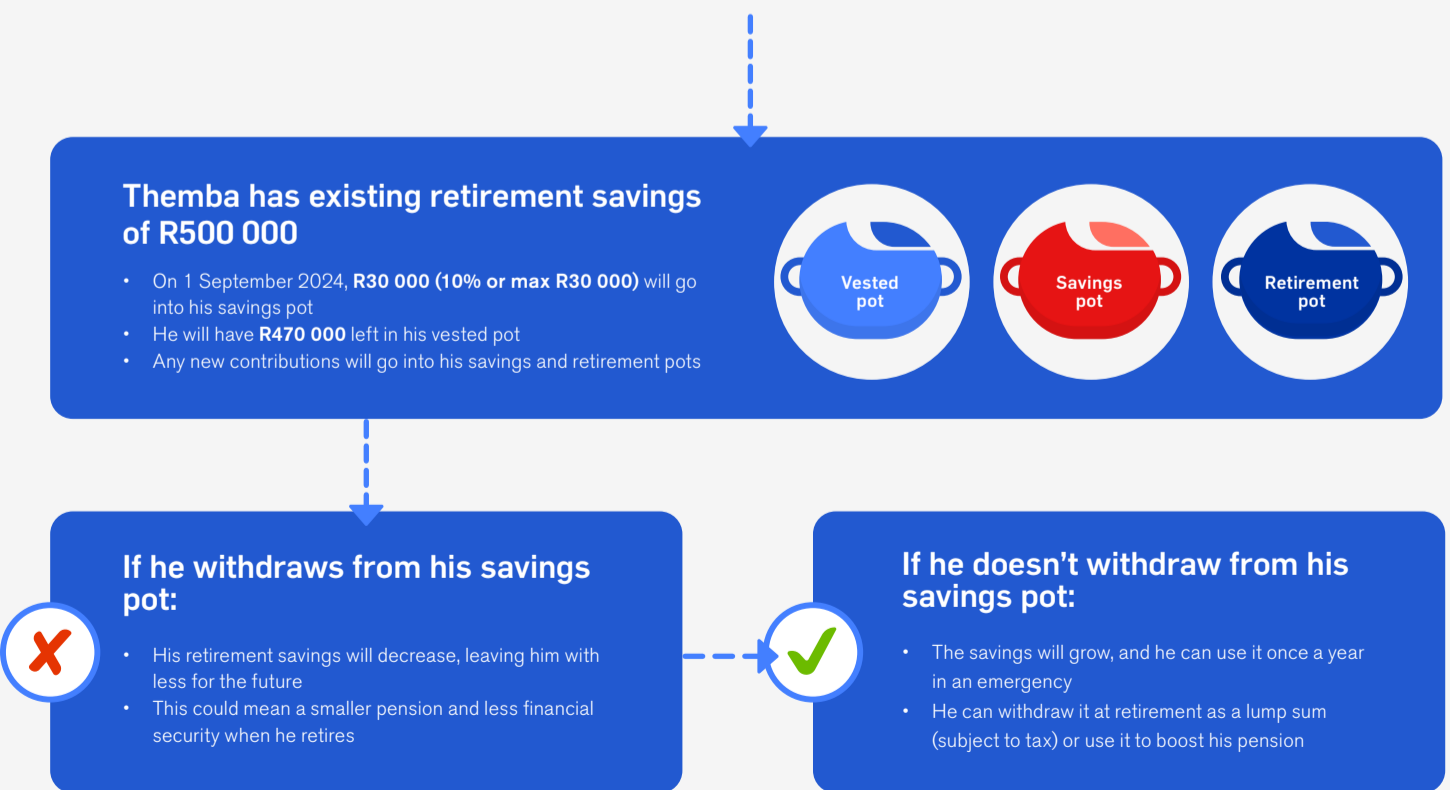 Themba has existing retirement savings
of R500 000
• On 1 September 2024, R30 000 (10% or max R30 000) will go
into his savings pot
• He will have R470 000 left in his vested pot
• Any new contributions will go into his savings and retirement pots
Vested
pot
Savings
pot
Retirement
pot
If he withdraws from his savings
pot:
• His retirement savings will decrease, leaving him with
less for the future
• This could mean a smaller pension and less financial
security when he retires
If he doesn’t withdraw from his
savings pot:
• The savings will grow, and he can use it once a year
in an emergency
• He can withdraw it at retirement as a lump sum
(subject to tax) or use it to boost his pension